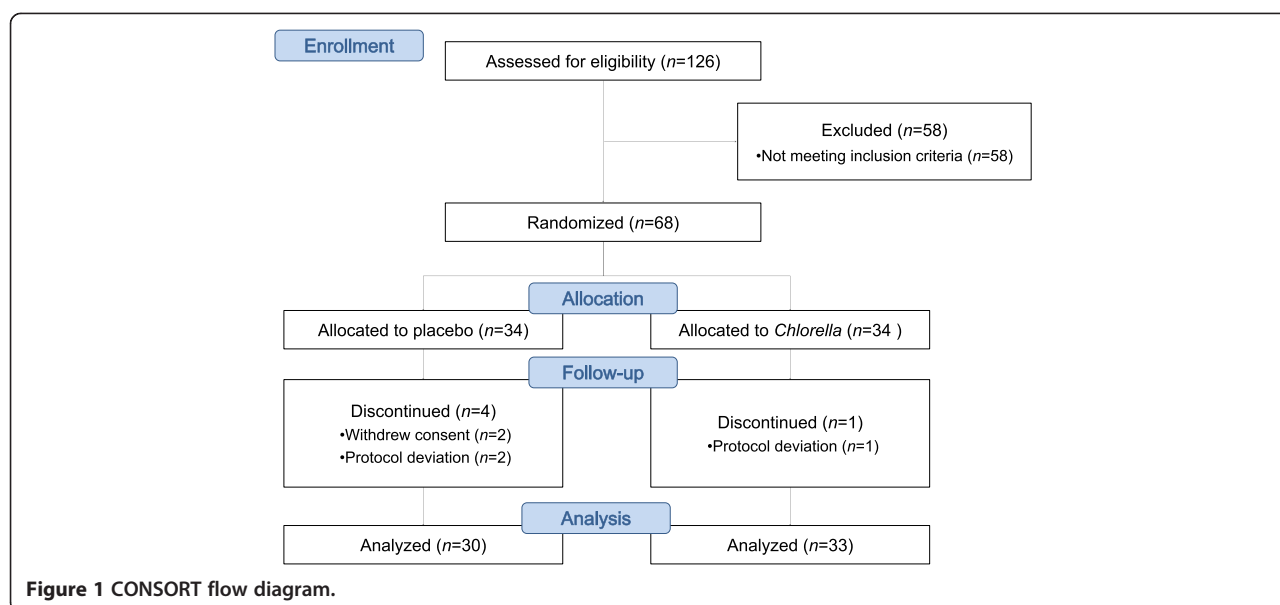 Enrollment
Assessed for eligibility (n=126)
Excluded (n=58)
•Not meeting inclusion criteria (n=58)
Randomized (n=68)
Allocation
Allocated to placebo (n=34)
Allocated to Chlorella (n=34 )
Follow-up
Discontinued (n=4)
•Withdrew consent (n=2)
•Protocol deviation (n=2)
Discontinued (n=1)
•Protocol deviation (n=1)
Analysis
Analyzed (n=30)
Analyzed (n=33)
Figure 1 CONSORT flow diagram.